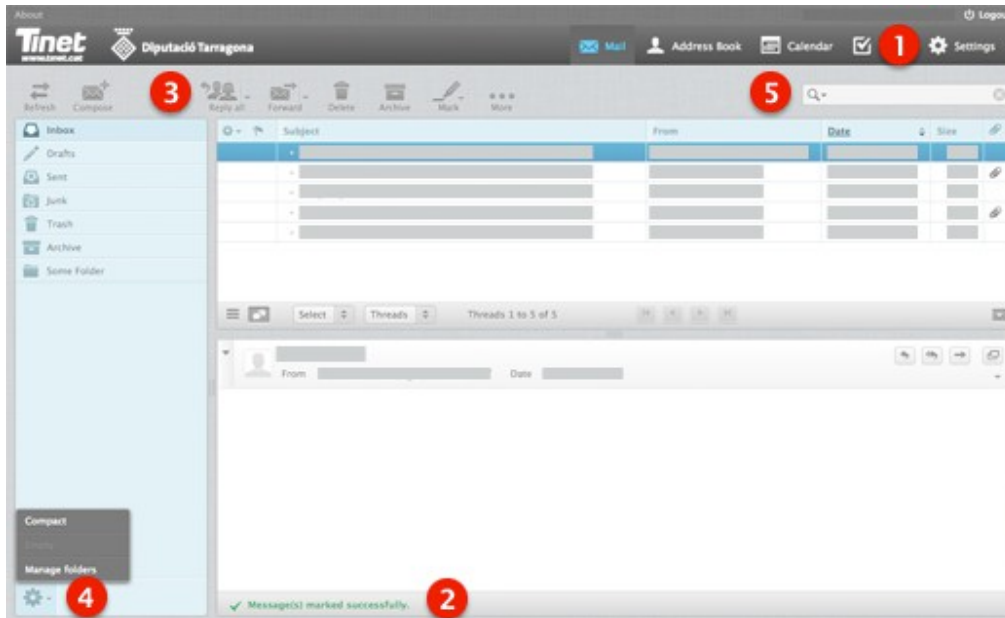 About
Logou
Tinet
www.tinet.cat
Diputació Tarragona
Mail
Address Book
Calendar
1
Settings
Refresh
Compose
3
Reply all
Forward
Delete
Archive
Mark
More
5
Inbox
Subject
From
Date
Size
Drafts
Sent
Junk
Trash
Archive
Some Folder
Select
Threads
Threads 1 to 5 of 5
From
Date
Compact
Empty
Manage folders
4
Message(s) marked successfully.
2